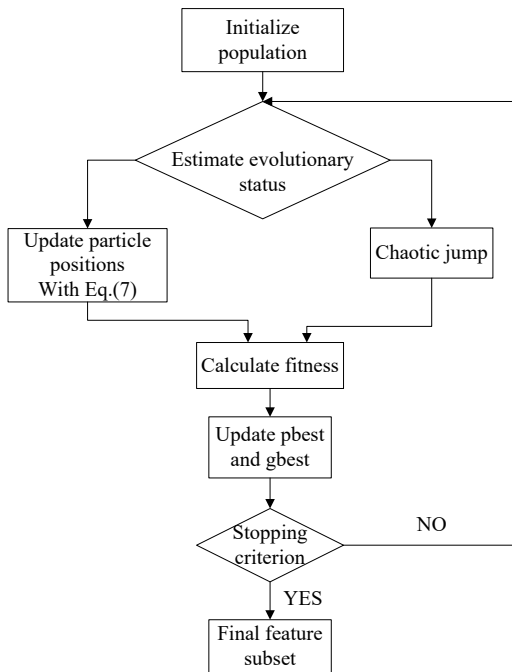 Initialize
population
Estimate evolutionary
status
Update particle
positions
With Eq.(7)
Chaotic jump
Calculate fitness
Update pbest
and gbest
Stopping
criterion
NO
YES
Final feature
subset